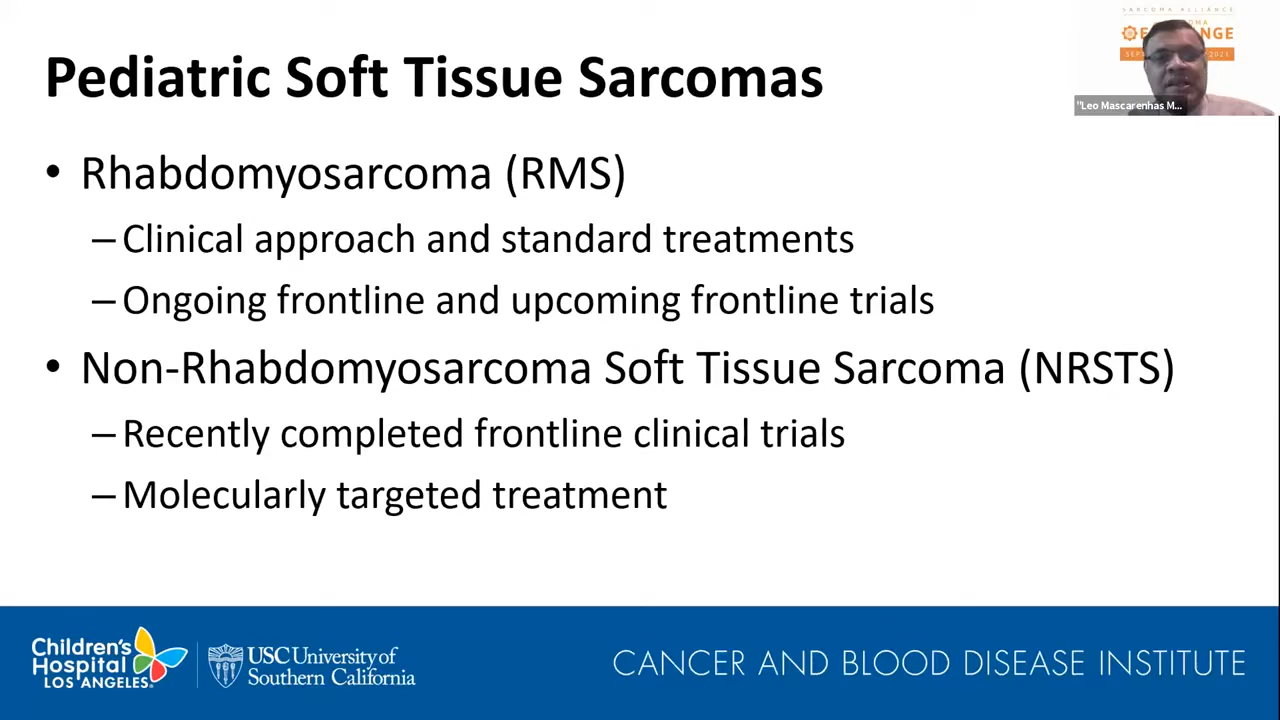 Pediatric Soft Tissue Sarcomas
SARCOMA ALLIANCE
"Leo Mascarenhas M...
• Rhabdomyosarcoma (RMS)
– Clinical approach and standard treatments
– Ongoing frontline and upcoming frontline trials
• Non-Rhabdomyosarcoma Soft Tissue Sarcoma (NRSTS)
– Recently completed frontline clinical trials
– Molecularly targeted treatment
Children's
Hospital
LOS ANGELES®
USC University of
Southern California
CANCER AND BLOOD DISEASE INSTITUTE